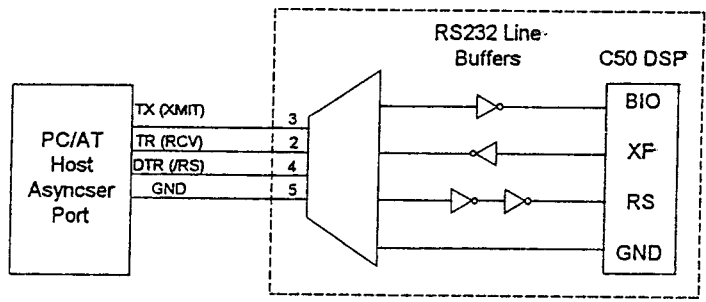 RS232 Line
Buffers
C50 DSP
PC/AT
Host
Asyncser
Port
TX (XMIT)
TR (RCV)
DTR (/RS)
GND
3
2
4
5
BIO
XF
RS
GND